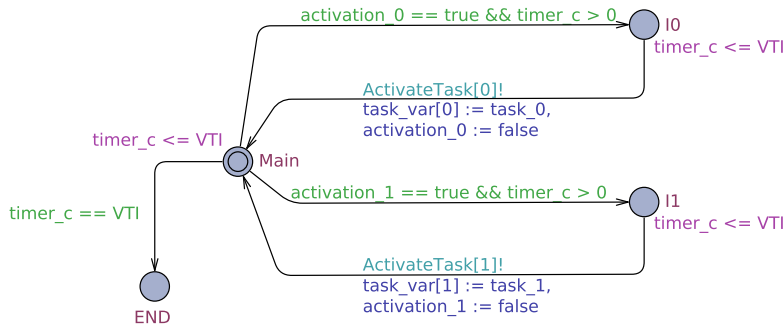 activation_0 == true && timer_c > 0
I0
timer_c <= VTI
ActivateTask[0]!
task_var[0] := task_0,
activation_0 := false
timer_c <= VTI
Main
activation_1 == true && timer_c > 0
I1
timer_c == VTI
timer_c <= VTI
ActivateTask[1]!
task_var[1] := task_1,
activation_1 := false
END